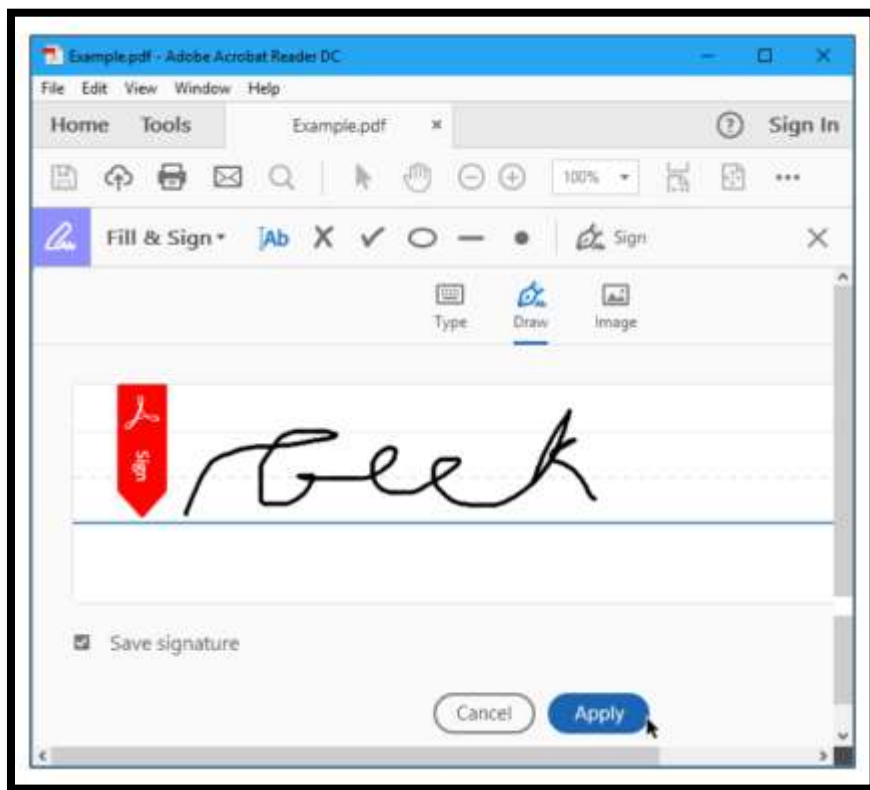 Example.pdf - Adobe Acrobat Reader DC
File Edit View Window Help
Home Tools Example.pdf Sign In
100%
Fill & Sign Ab Sign
Type Draw Image
Sign Geek
Save signature
Cancel Apply